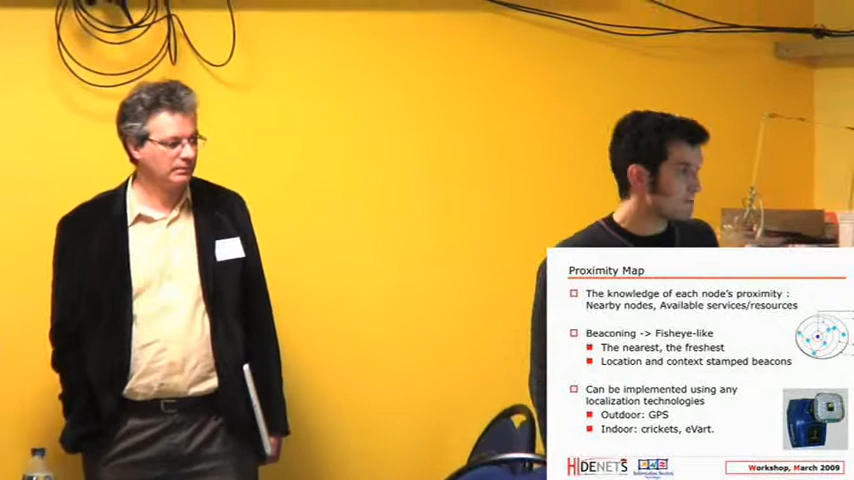 Proximity Map
The knowledge of each node's proximity :
Nearby nodes, Available services/resources
Beaconing -> Fisheye-like
The nearest, the freshest
Location and context stamped beacons
Can be implemented using any
localization technologies
Outdoor: GPS
Indoor: crickets, eVart.
HIDENETS
Workshop, March 2009